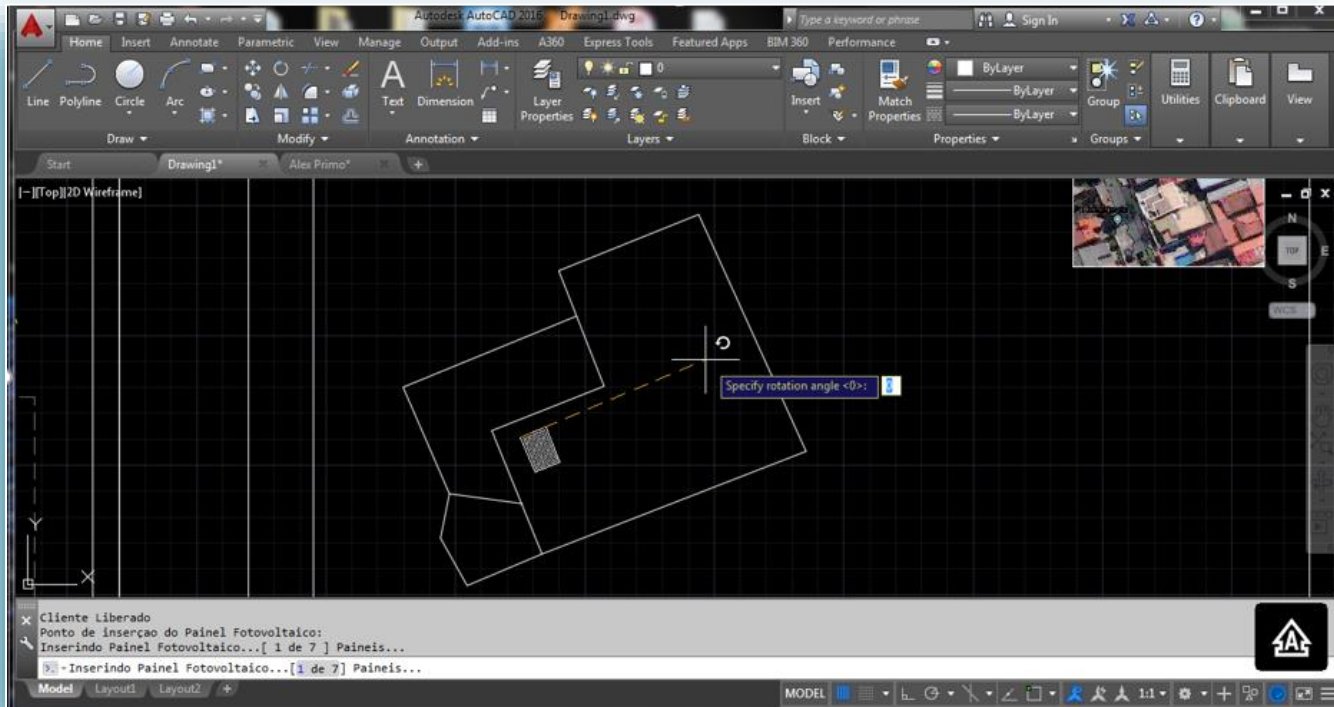 Autodesk AutoCAD 2016 Drawing1.dwg
Type a keyword or phrase
Sign In
Home Insert Annotate Parametric View Manage Output Add-ins A360 Express Tools Featured Apps BIM 360 Performance
0
ByLayer
ByLayer
ByLayer
Line Polyline Circle Arc
Text Dimension
Layer Properties
Insert
Match Properties
Group
Utilities Clipboard View
Draw Modify Annotation Layers Block Properties Groups
Start Drawing1* Alex Primo*
[–][Top][2D Wireframe]
N
TOP
E
S
WCS
Specify rotation angle <0>: 0
Y
X
Cliente Liberado
Ponto de inserçao do Painel Fotovoltaico:
Inserindo Painel Fotovoltaico...[ 1 de 7 ] Paineis...
-Inserindo Painel Fotovoltaico...[1 de 7] Paineis...
A
Model Layout1 Layout2 +
MODEL 1:1